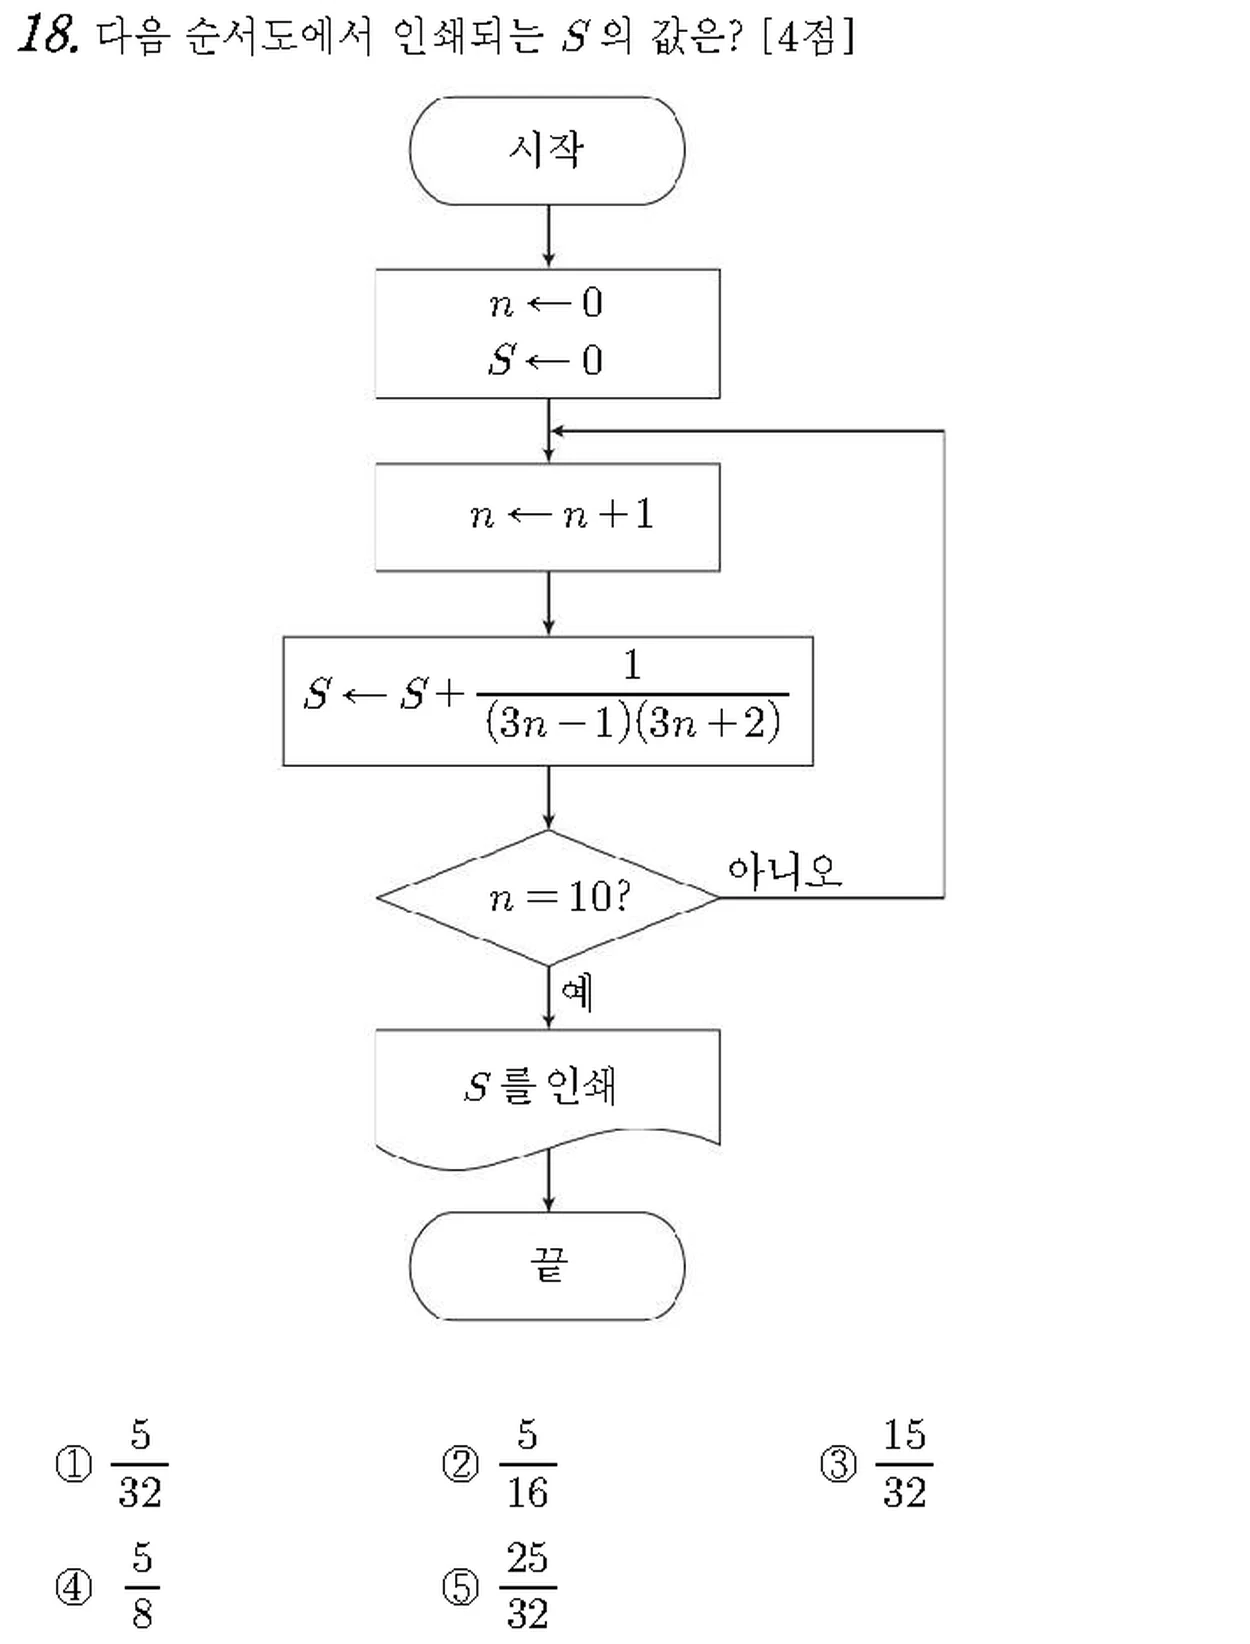 18. 다음 순서도에서 인쇄되는 S의 값은? [4점]
시작
n ← 0
S ← 0
n ← n + 1
S ← S + 1/((3n − 1)(3n + 2))
n = 10?
아니오
예
S를 인쇄
끝
① 5/32 ② 5/16 ③ 15/32
④ 5/8 ⑤ 25/32